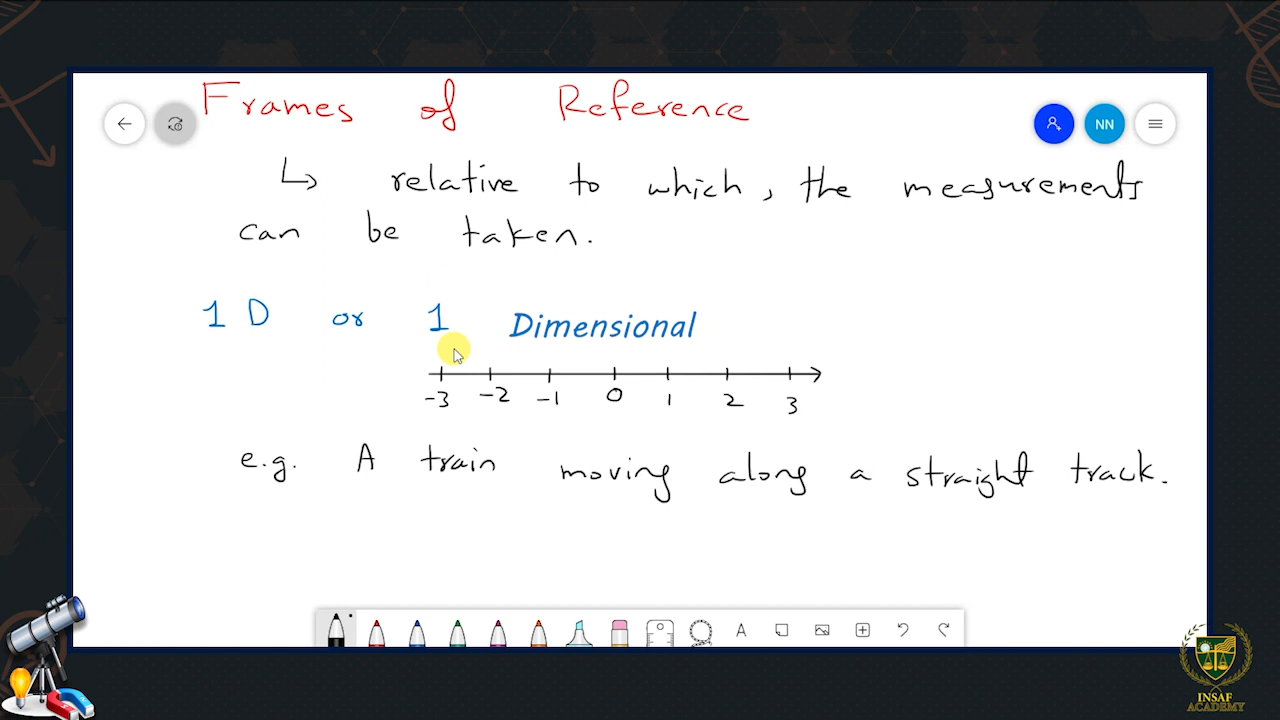 Frames of Reference
NN
↳ relative to which, the measurements
can be taken.
1 D or 1 Dimensional
-3 -2 -1 0 1 2 3
e.g. A train moving along a straight track.
A
INSAF
ACADEMY